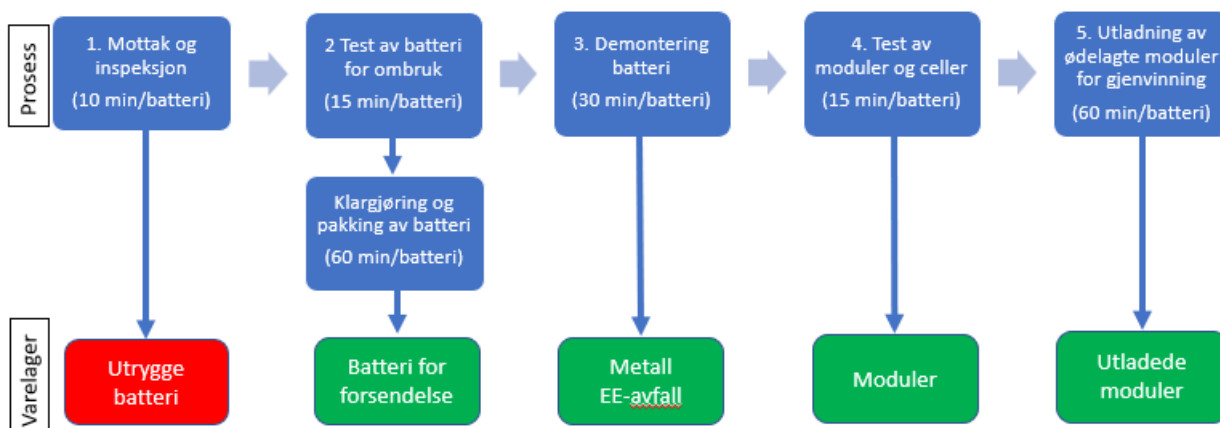 Prosess
1. Mottak og
inspeksjon
(10 min/batteri)
2 Test av batteri
for ombruk
(15 min/batteri)
3. Demontering
batteri
(30 min/batteri)
4. Test av
moduler og celler
(15 min/batteri)
5. Utladning av
ødelagte moduler
for gjenvinning
(60 min/batteri)
Klargjøring og
pakking av batteri
(60 min/batteri)
Varelager
Utrygge
batteri
Batteri for
forsendelse
Metall
EE-avfall
Moduler
Utladede
moduler